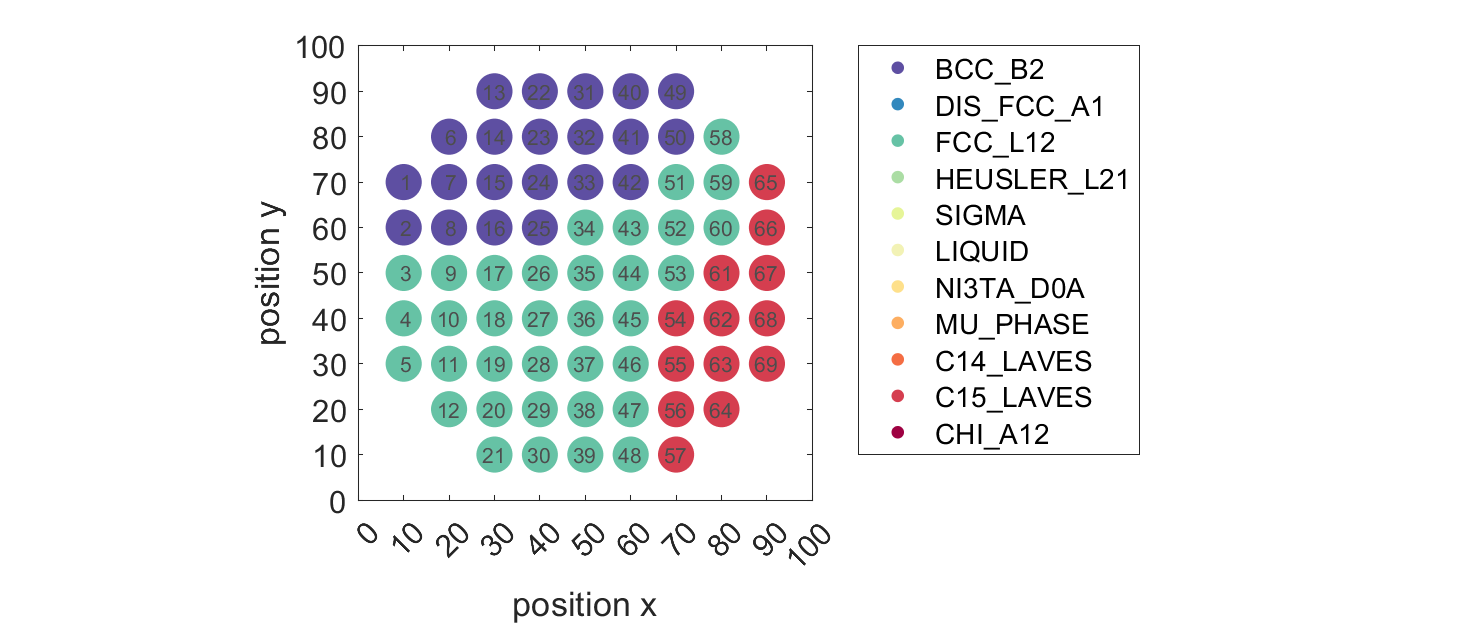 100
90
80
70
60
50
40
30
20
10
0
position y
13 22 31 40 49
6 14 23 32 41 50 58
1 7 15 24 33 42 51 59 65
2 8 16 25 34 43 52 60 66
3 9 17 26 35 44 53 61 67
4 10 18 27 36 45 54 62 68
5 11 19 28 37 46 55 63 69
12 20 29 38 47 56 64
21 30 39 48 57
0 10 20 30 40 50 60 70 80 90 100
position x
BCC_B2
DIS_FCC_A1
FCC_L12
HEUSLER_L21
SIGMA
LIQUID
NI3TA_D0A
MU_PHASE
C14_LAVES
C15_LAVES
CHI_A12